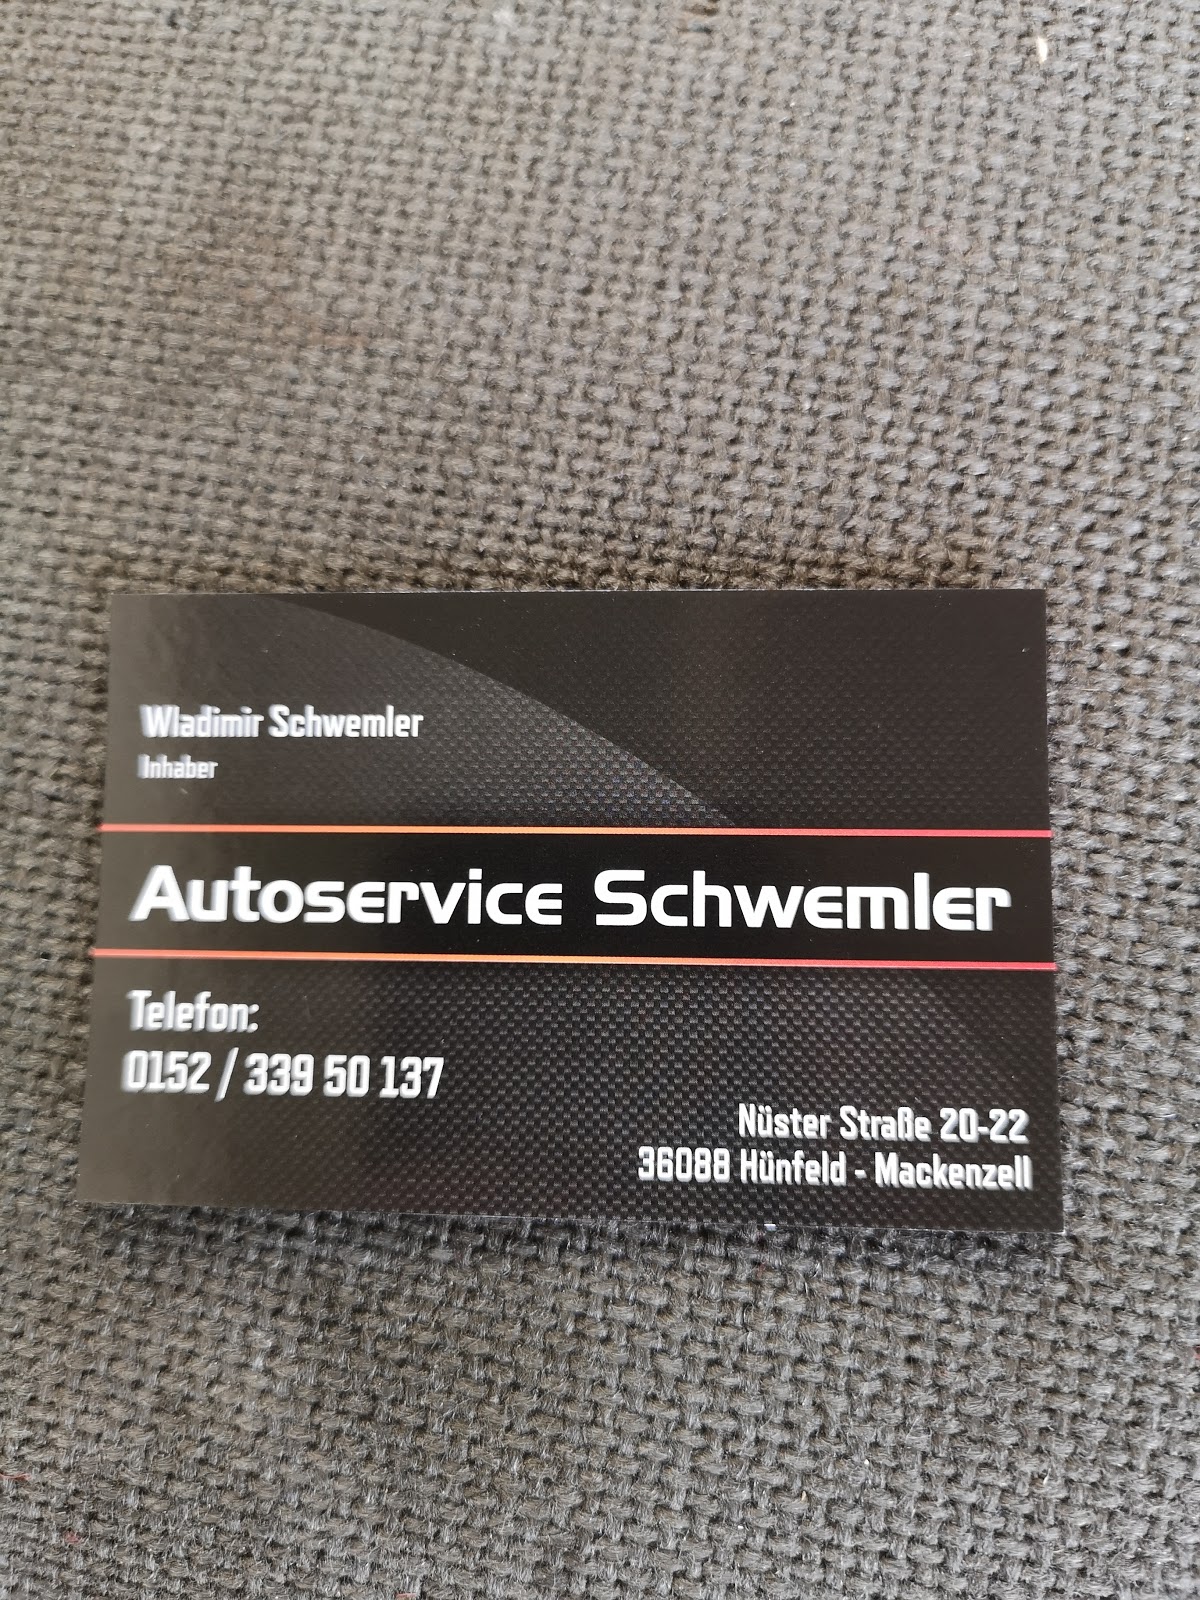 Wladimir Schwemler
Inhaber
Autoservice Schwemler
Telefon:
0152 / 339 50 137
Nüster Straße 20-22
36088 Hünfeld - Mackenzell